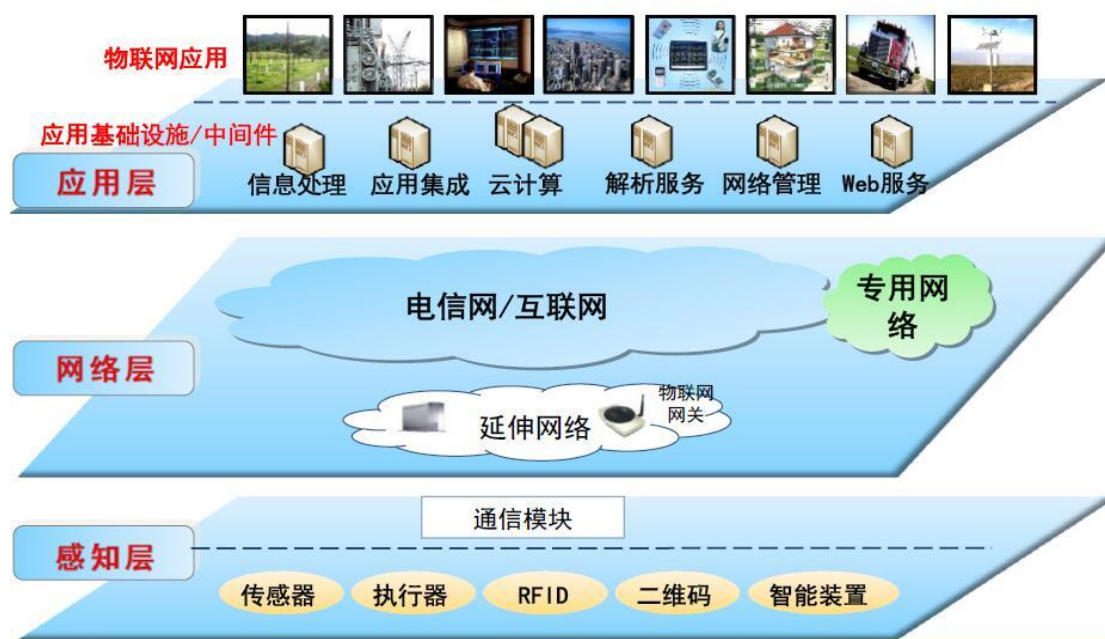 物联网应用
应用基础设施/中间件
应用层
信息处理 应用集成 云计算 解析服务 网络管理 Web服务
电信网/互联网
专用网
络
网络层
物联网
网关
延伸网络
通信模块
感知层
传感器 执行器 RFID 二维码 智能装置